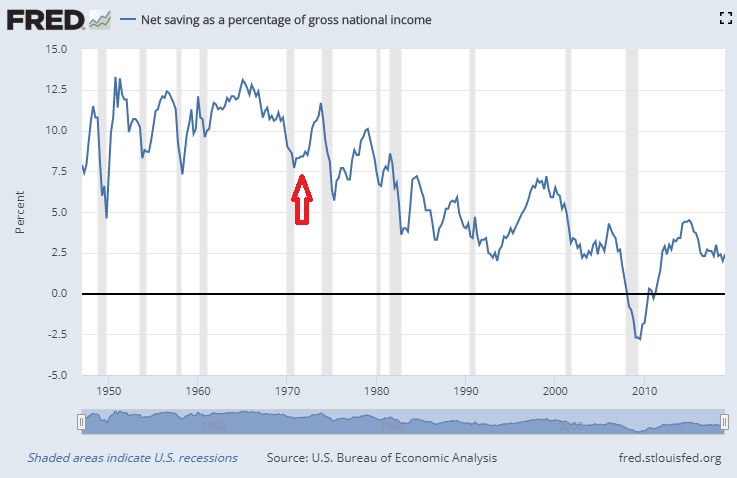 FRED — Net saving as a percentage of gross national income
15.0
12.5
10.0
7.5
5.0
2.5
0.0
-2.5
-5.0
Percent
1950 1960 1970 1980 1990 2000 2010
1960 1980 2000
Shaded areas indicate U.S. recessions Source: U.S. Bureau of Economic Analysis fred.stlouisfed.org